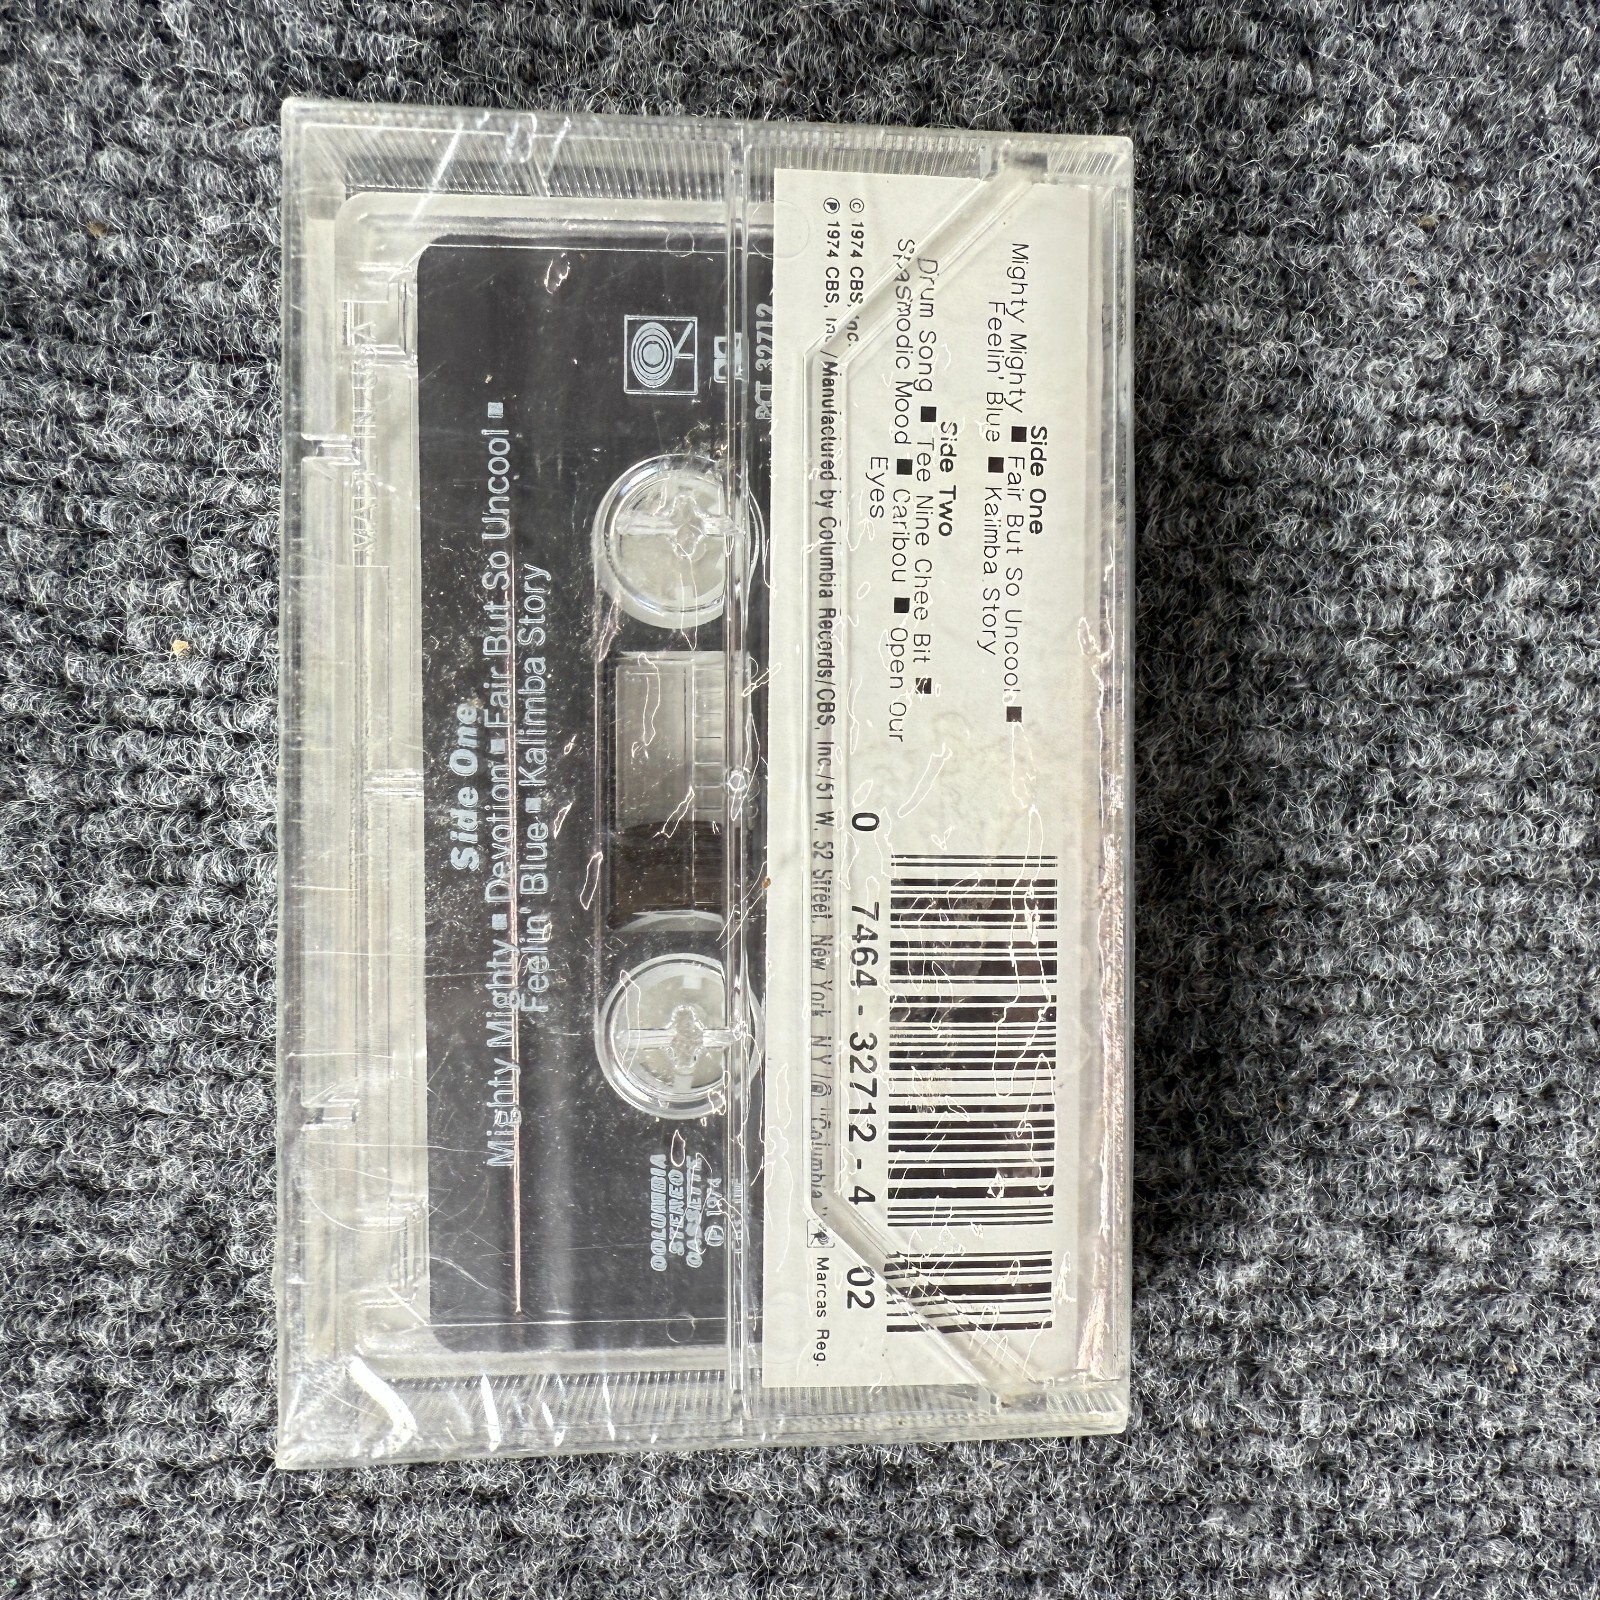 Side One
Mighty Mighty ■ Fair But So Uncool ■
Feelin' Blue ■ Kalimba Story
Side Two
Drum Song ■ Tee Nine Chee Bit ■
Spasmodic Mood ■ Caribou ■ Open Our
Eyes
© 1974 CBS, Inc.
℗ 1974 CBS, Inc./Manufactured by Columbia Records/CBS, Inc./51 W. 52 Street, New York, N.Y./® "Columbia," Marcas Reg.
0 7464-32712-4 02
Side One
Mighty Mighty ■ Devotion ■ Fair But So Uncool ■
Feelin' Blue ■ Kalimba Story
PCT 32712
COLUMBIA
STEREO
CASSETTE
℗ 1974